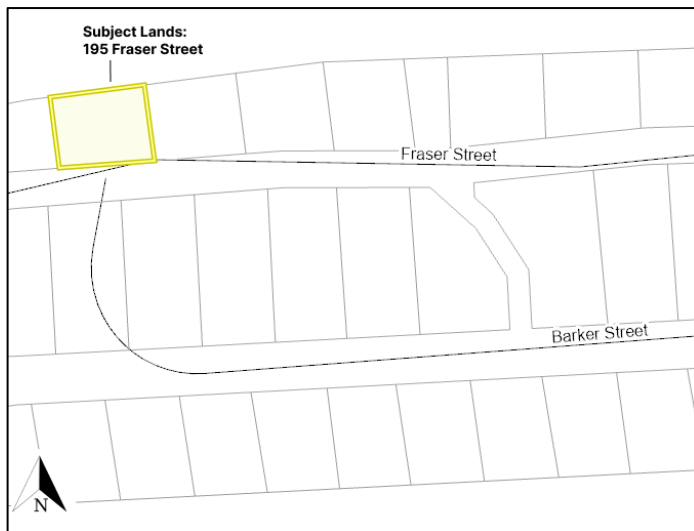 Subject Lands:
195 Fraser Street
Fraser Street
Barker Street
N